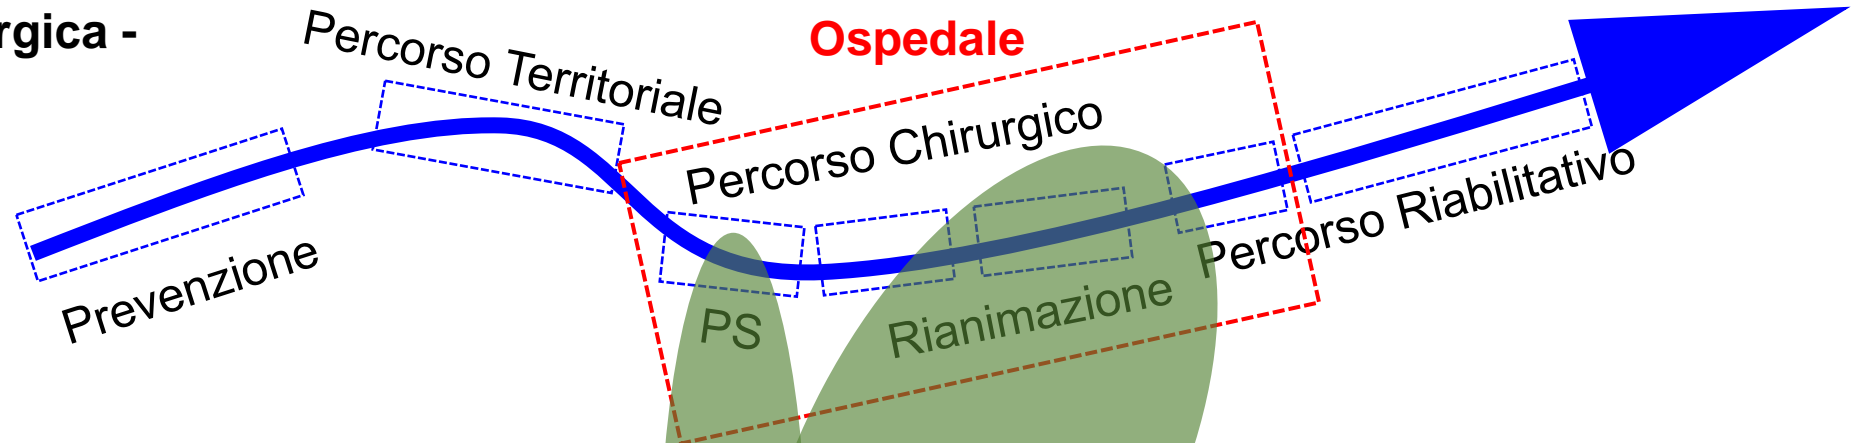 rgica -
Percorso Territoriale
Ospedale
Percorso Chirurgico
Prevenzione
PS
Rianimazione
Percorso Riabilitativo